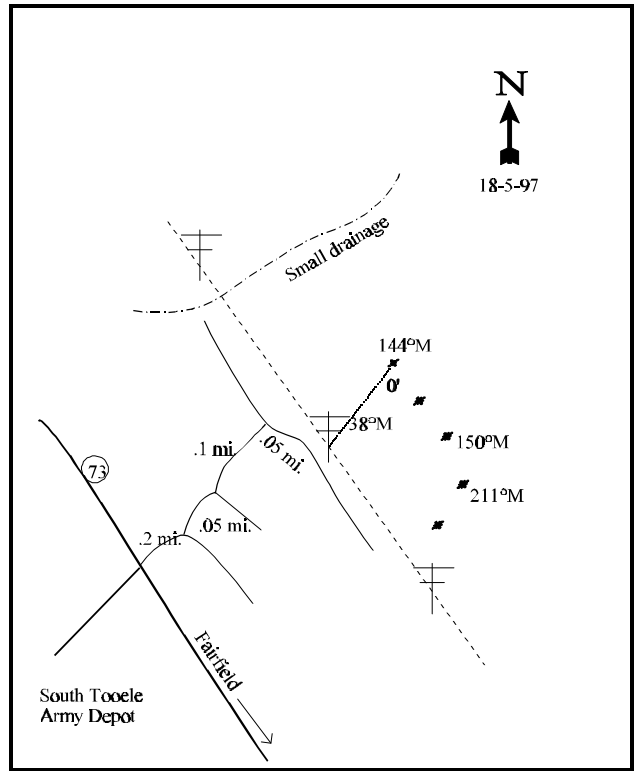 N
18-5-97
Small drainage
144°M
0'
38°M
.1 mi.
.05 mi.
150°M
73
211°M
.05 mi.
.2 mi.
Fairfield
South Tooele
Army Depot